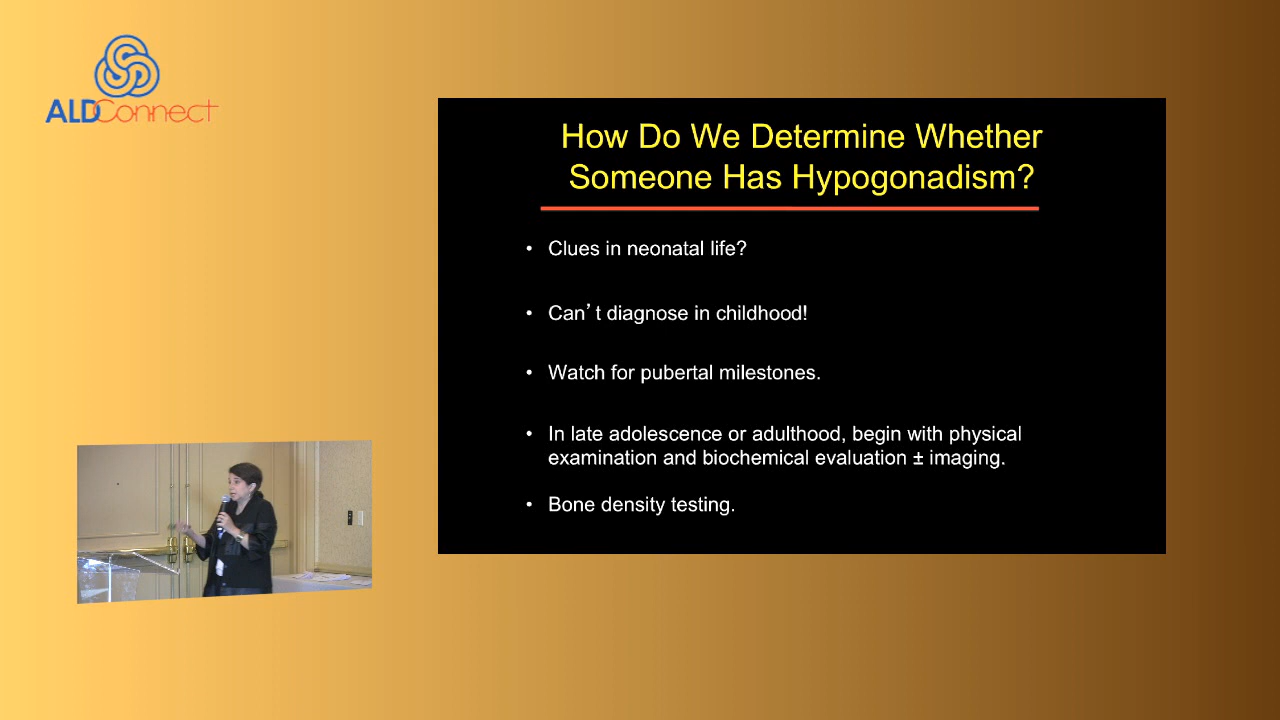 ALDConnect
How Do We Determine Whether
Someone Has Hypogonadism?
• Clues in neonatal life?
• Can’t diagnose in childhood!
• Watch for pubertal milestones.
• In late adolescence or adulthood, begin with physical
examination and biochemical evaluation ± imaging.
• Bone density testing.